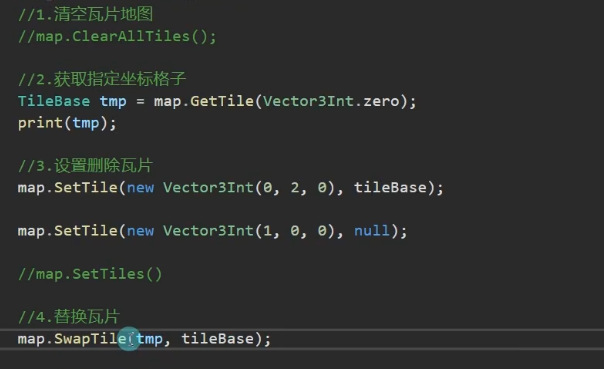 //1.清空瓦片地图
//map.ClearAllTiles();
//2.获取指定坐标格子
TileBase tmp = map.GetTile(Vector3Int.zero);
print(tmp);
//3.设置删除瓦片
map.SetTile(new Vector3Int(0, 2, 0), tileBase);
map.SetTile(new Vector3Int(1, 0, 0), null);
//map.SetTiles()
//4.替换瓦片
map.SwapTile(tmp, tileBase);